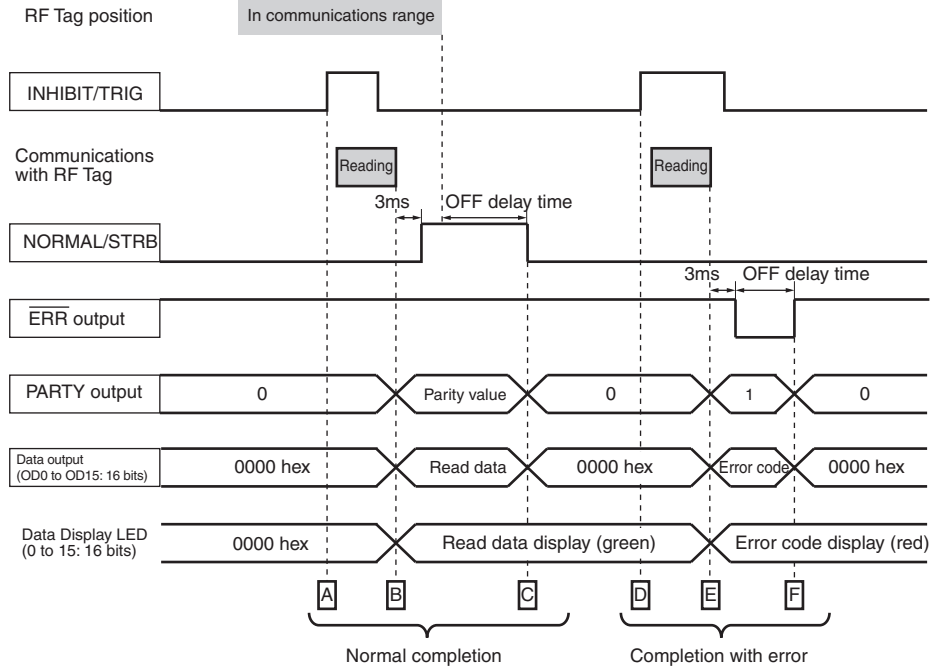 RF Tag position
In communications range
INHIBIT/TRIG
Communications
with RF Tag
Reading
Reading
3ms
OFF delay time
NORMAL/STRB
3ms
OFF delay time
ERR output
PARTY output
0
Parity value
0
1
0
Data output
(OD0 to OD15: 16 bits)
0000 hex
Read data
0000 hex
Error code
0000 hex
Data Display LED
(0 to 15: 16 bits)
0000 hex
Read data display (green)
Error code display (red)
A
B
C
D
E
F
Normal completion
Completion with error